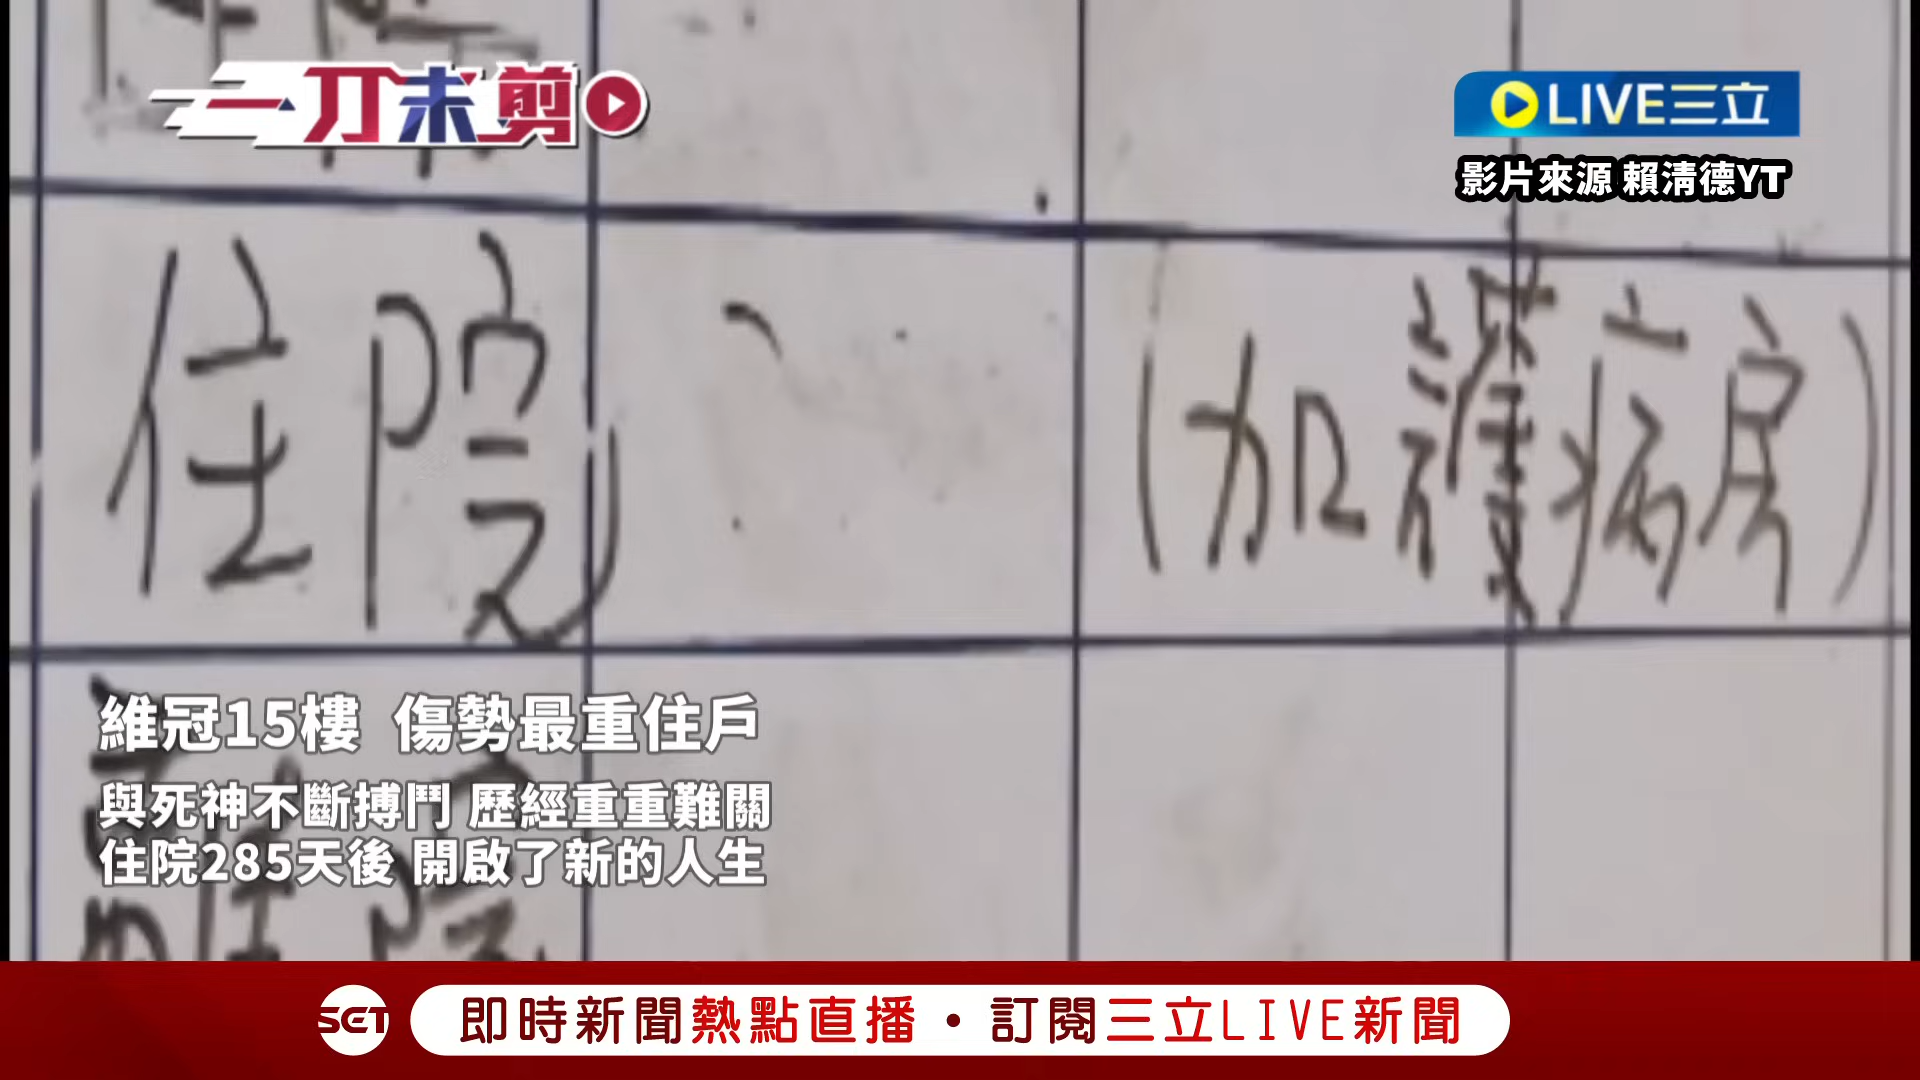 一刀未剪
LIVE三立
影片來源 賴清德YT
住院
(加護病房)
維冠15樓 傷勢最重住戶
與死神不斷搏鬥 歷經重重難關
住院285天後 開啟了新的人生
SET 即時新聞熱點直播•訂閱三立LIVE新聞